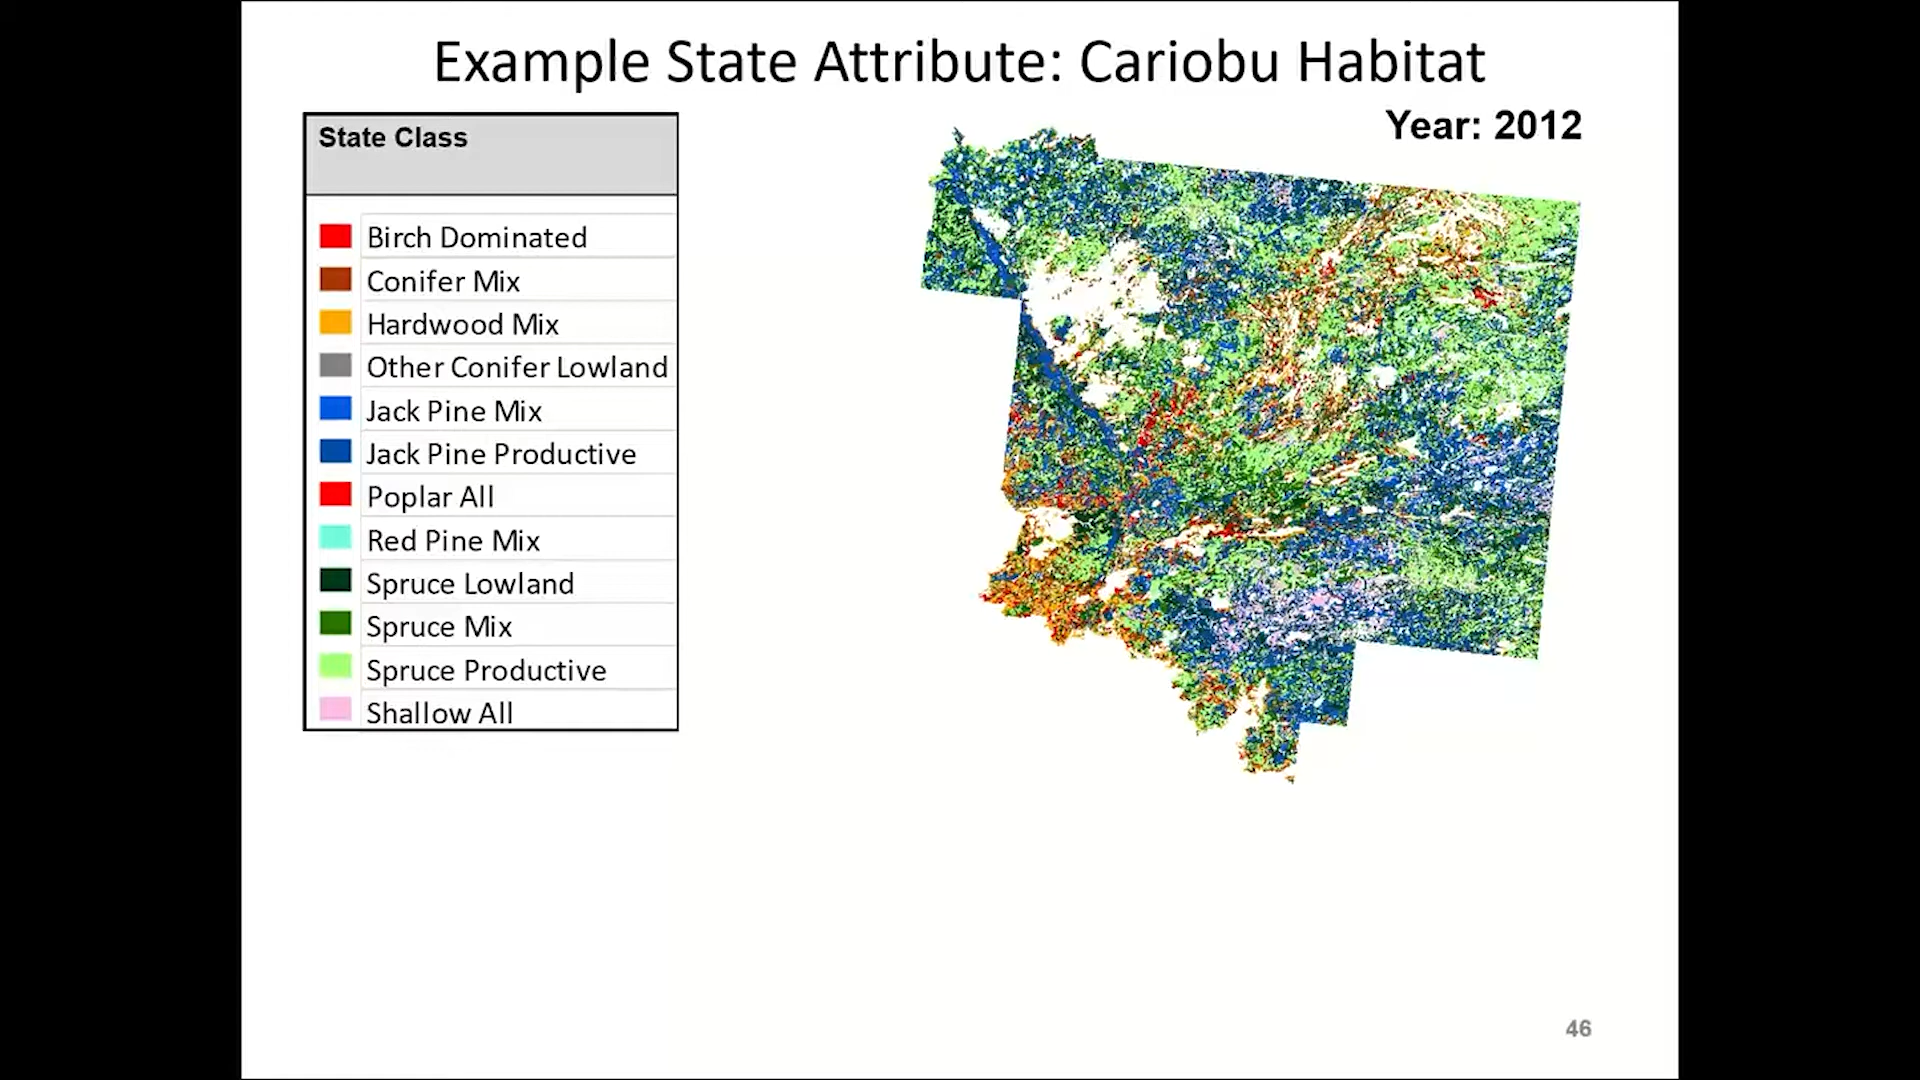 Example State Attribute: Cariobu Habitat
Year: 2012
State Class
Birch Dominated
Conifer Mix
Hardwood Mix
Other Conifer Lowland
Jack Pine Mix
Jack Pine Productive
Poplar All
Red Pine Mix
Spruce Lowland
Spruce Mix
Spruce Productive
Shallow All
46